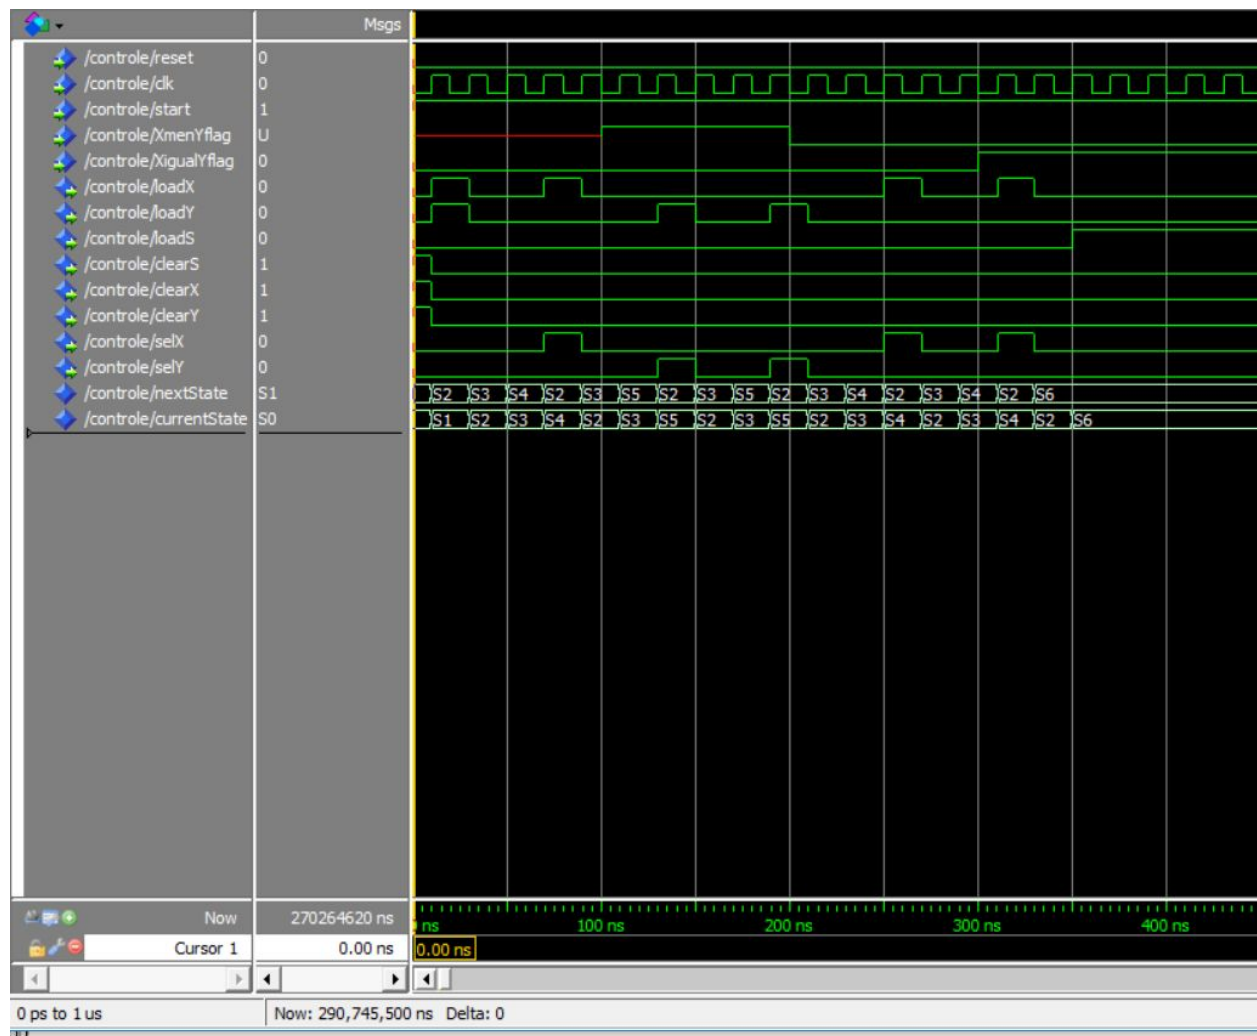 Msgs
/controle/reset 0
/controle/clk 0
/controle/start 1
/controle/XmenYflag U
/controle/XigualYflag 0
/controle/loadX 0
/controle/loadY 0
/controle/loadS 0
/controle/clearS 1
/controle/clearX 1
/controle/clearY 1
/controle/selX 0
/controle/selY 0
/controle/nextState S1 S2 S3 S4 S2 S3 S5 S2 S3 S5 S2 S3 S4 S2 S3 S4 S2 S6
/controle/currentState S0 S1 S2 S3 S4 S2 S3 S5 S2 S3 S5 S2 S3 S4 S2 S3 S4 S2 S6
Now 270264620 ns ns 100 ns 200 ns 300 ns 400 ns
Cursor 1 0.00 ns 0.00 ns
0 ps to 1 us Now: 290,745,500 ns Delta: 0